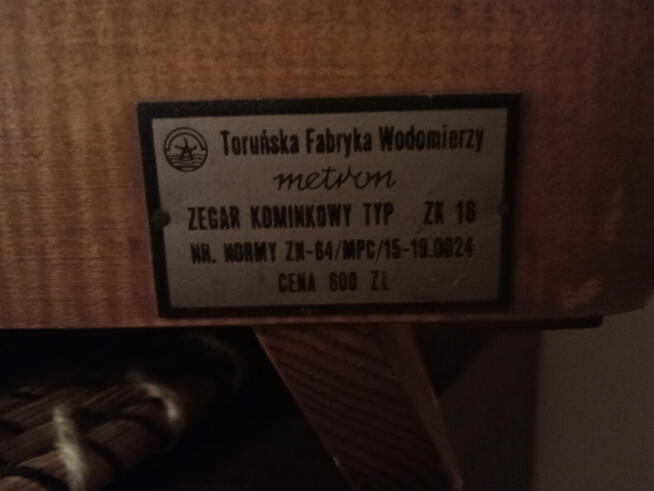 Toruńska Fabryka Wodomierzy
metron
ZEGAR KOMINKOWY TYP ZK 16
NR. NORMY ZN-64/MPC/15-19.0024
CENA 600 ZŁ